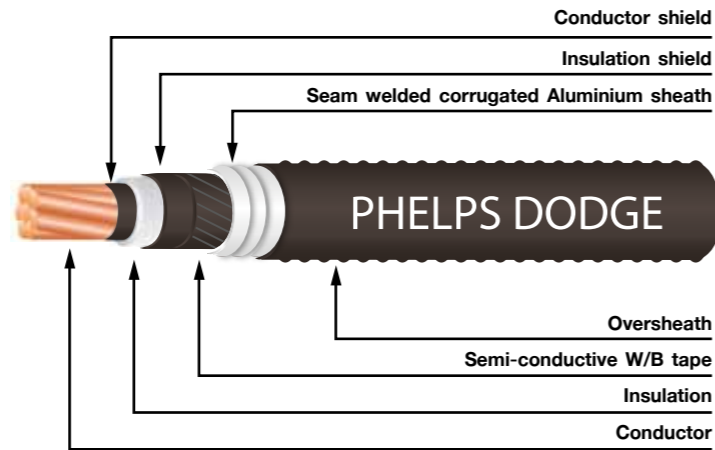 Conductor shield
Insulation shield
Seam welded corrugated Aluminium sheath
PHELPS DODGE
Oversheath
Semi-conductive W/B tape
Insulation
Conductor